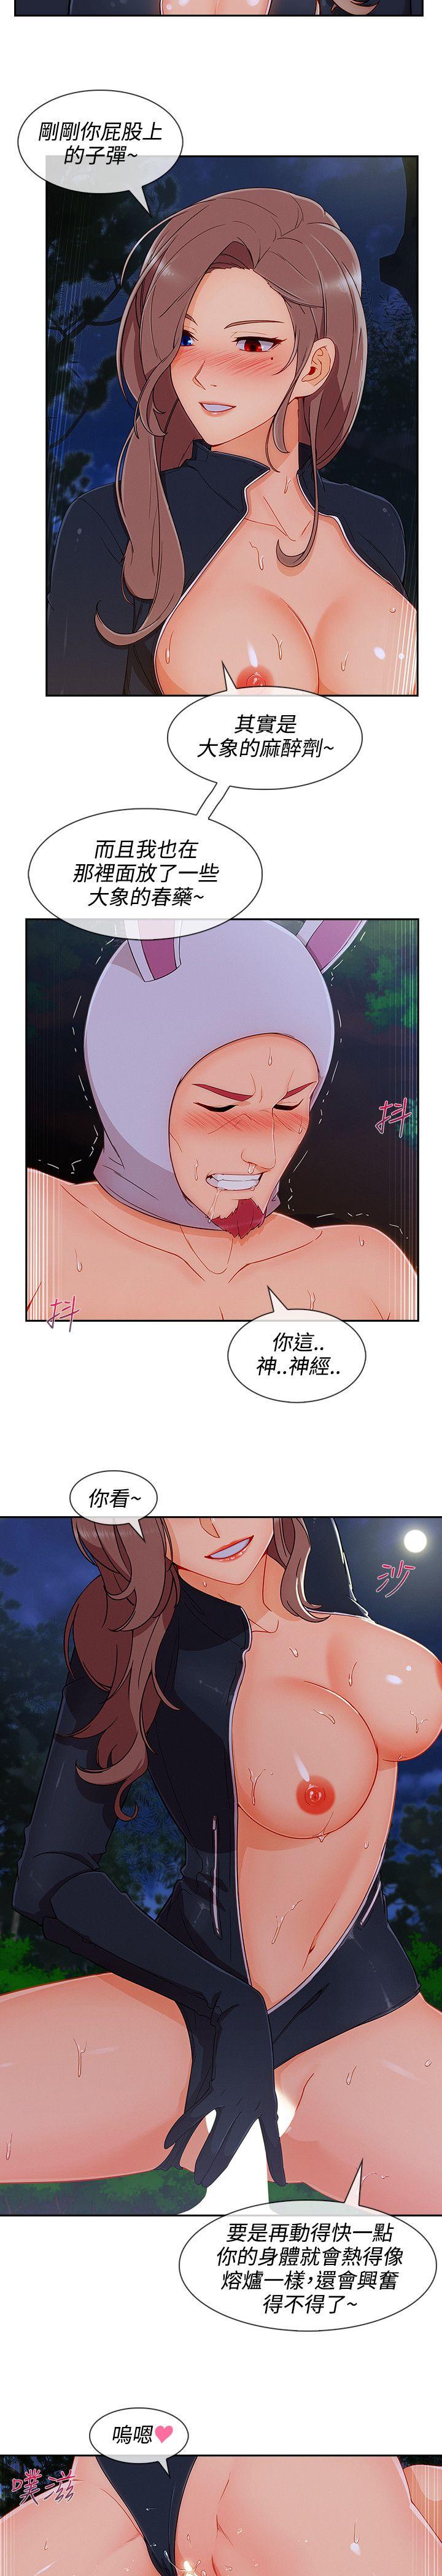 剛剛你屁股上
的子彈~
其實是
大象的麻醉劑~
而且我也在
那裡面放了一些
大象的春藥~
抖
抖
你這..
神..神經..
你看~
沙
要是再動得快一點
你的身體就會熱得像
熔爐一樣，還會興奮
得不得了~
嗚嗯♥
噗滋